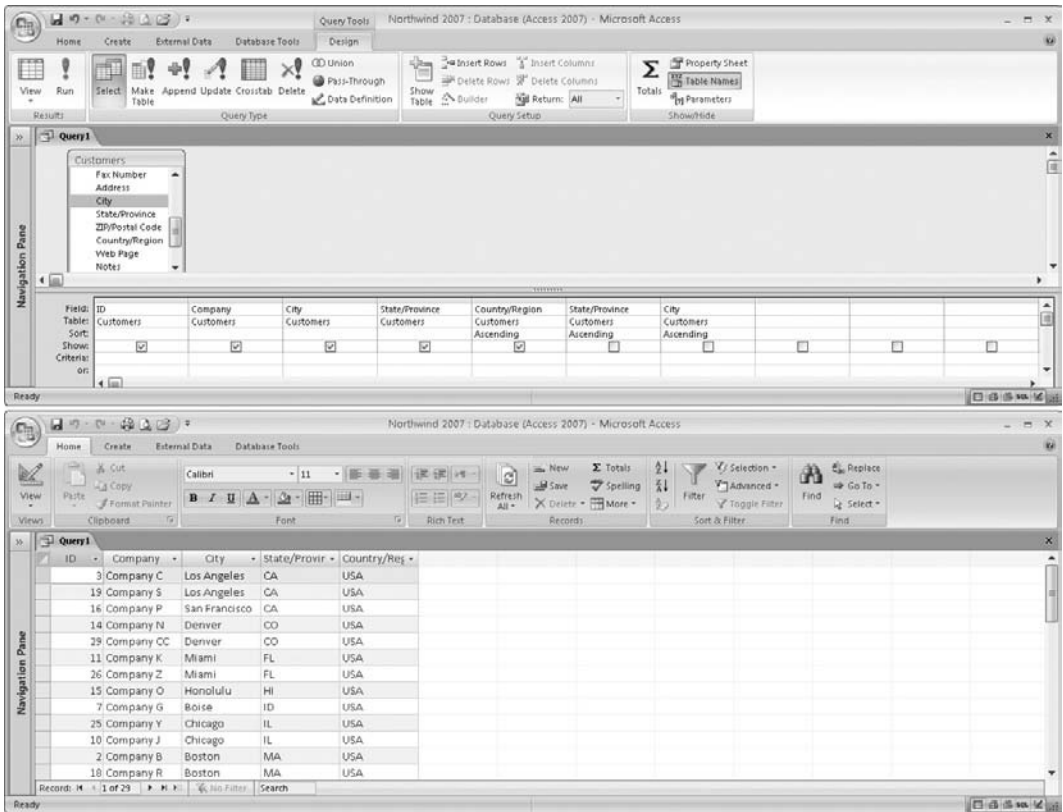 Query Tools Northwind 2007 : Database (Access 2007) - Microsoft Access
Home Create External Data Database Tools Design
View Run Select Make Table Append Update Crosstab Delete
Union
Pass-Through
Data Definition
Show Table
Insert Rows Insert Columns
Delete Rows Delete Columns
Builder Return: All
Totals
Property Sheet
Table Names
Parameters
Results Query Type Query Setup Show/Hide
Query1
Navigation Pane
Customers
Fax Number
Address
City
State/Province
ZIP/Postal Code
Country/Region
Web Page
Notes
Field: ID Company City State/Province Country/Region State/Province City
Table: Customers Customers Customers Customers Customers Customers Customers
Sort: Ascending Ascending Ascending
Show:
Criteria:
or:
Ready SQL
Northwind 2007 : Database (Access 2007) - Microsoft Access
Home Create External Data Database Tools
View Paste
Cut
Copy
Format Painter
Calibri 11
B I U A
Refresh All
New Totals
Save Spelling
Delete More
Filter
Selection
Advanced
Toggle Filter
Find
Replace
Go To
Select
Views Clipboard Font Rich Text Records Sort & Filter Find
Query1
Navigation Pane
ID Company City State/Provir Country/Reg
3 Company C Los Angeles CA USA
19 Company S Los Angeles CA USA
16 Company P San Francisco CA USA
14 Company N Denver CO USA
29 Company CC Denver CO USA
11 Company K Miami FL USA
26 Company Z Miami FL USA
15 Company O Honolulu HI USA
7 Company G Boise ID USA
25 Company Y Chicago IL USA
10 Company J Chicago IL USA
2 Company B Boston MA USA
18 Company R Boston MA USA
Record: 1 of 29 No Filter Search
Ready SQL